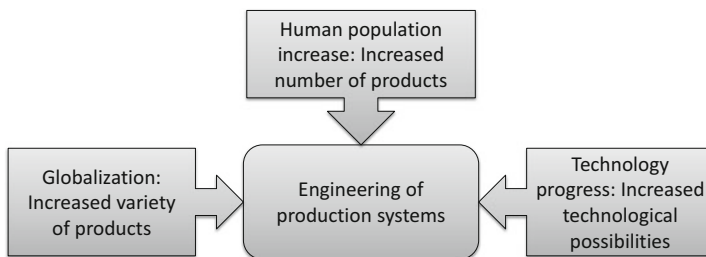 Human population
increase: Increased
number of products
Globalization:
Increased variety
of products
Engineering of
production systems
Technology
progress: Increased
technological
possibilities